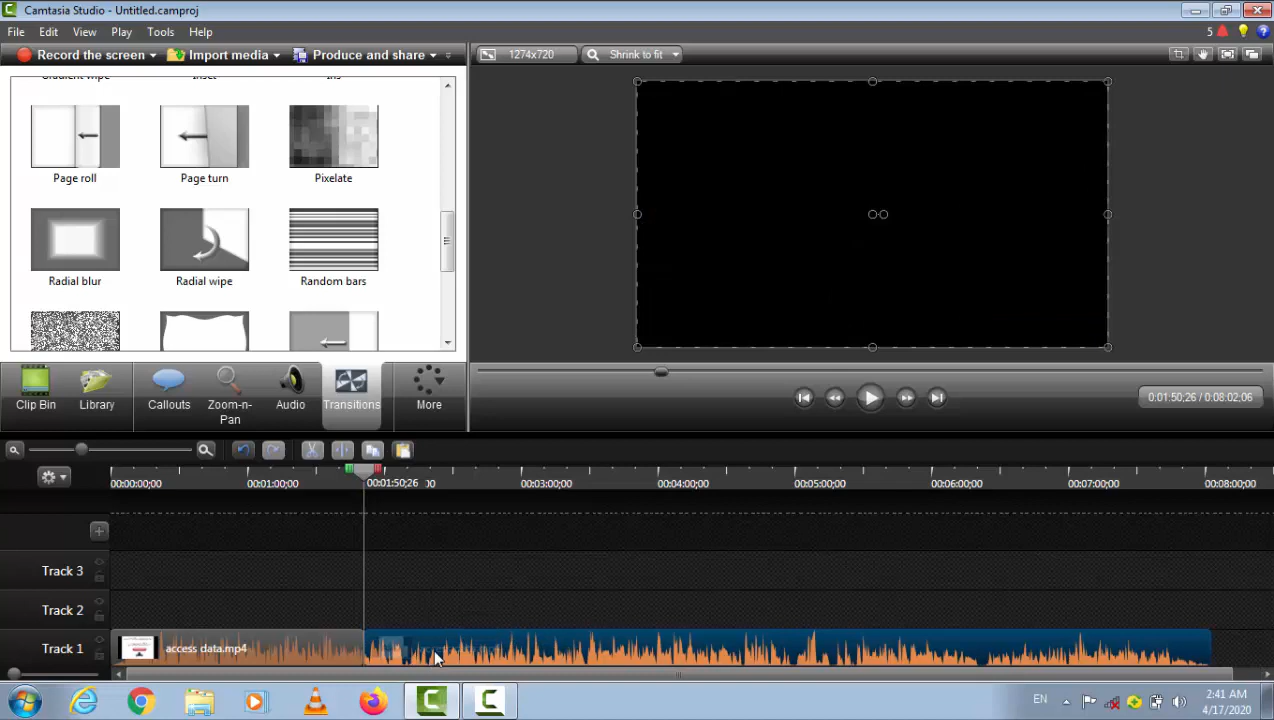 Camtasia Studio - Untitled.camproj
File Edit View Play Tools Help
5
Record the screen Import media Produce and share
1274x720 Shrink to fit
Gradient wipe Inset Iris
Page roll Page turn Pixelate
Radial blur Radial wipe Random bars
Clip Bin Library Callouts Zoom-n-Pan Audio Transitions More
0:01:50;26 / 0:08:02;06
00:00:00;00 00:01:00;00 00:01:50;26 00:03:00;00 00:04:00;00 00:05:00;00 00:06:00;00 00:07:00;00 00:08:00;00
Track 3
Track 2
Track 1 access data.mp4
EN 2:41 AM
4/17/2020